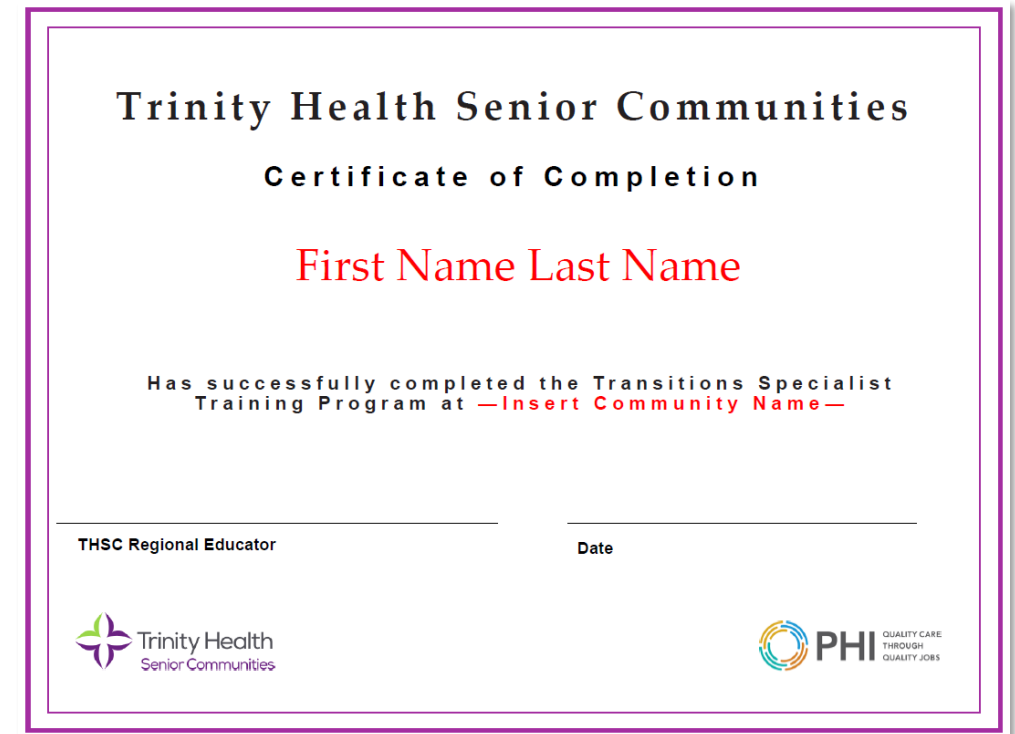 Trinity Health Senior Communities
Certificate of Completion
First Name Last Name
Has successfully completed the Transitions Specialist
Training Program at —Insert Community Name—
THSC Regional Educator
Date
Trinity Health
Senior Communities
PHI
QUALITY CARE
THROUGH
QUALITY JOBS